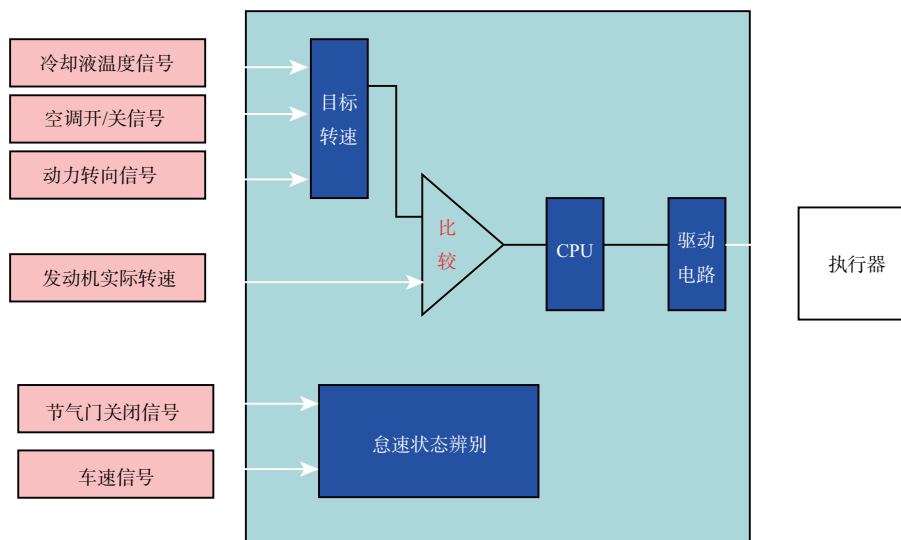 冷却液温度信号
空调开/关信号
动力转向信号
目标
转速
比
较
CPU
驱动
电路
执行器
发动机实际转速
节气门关闭信号
车速信号
怠速状态辨别